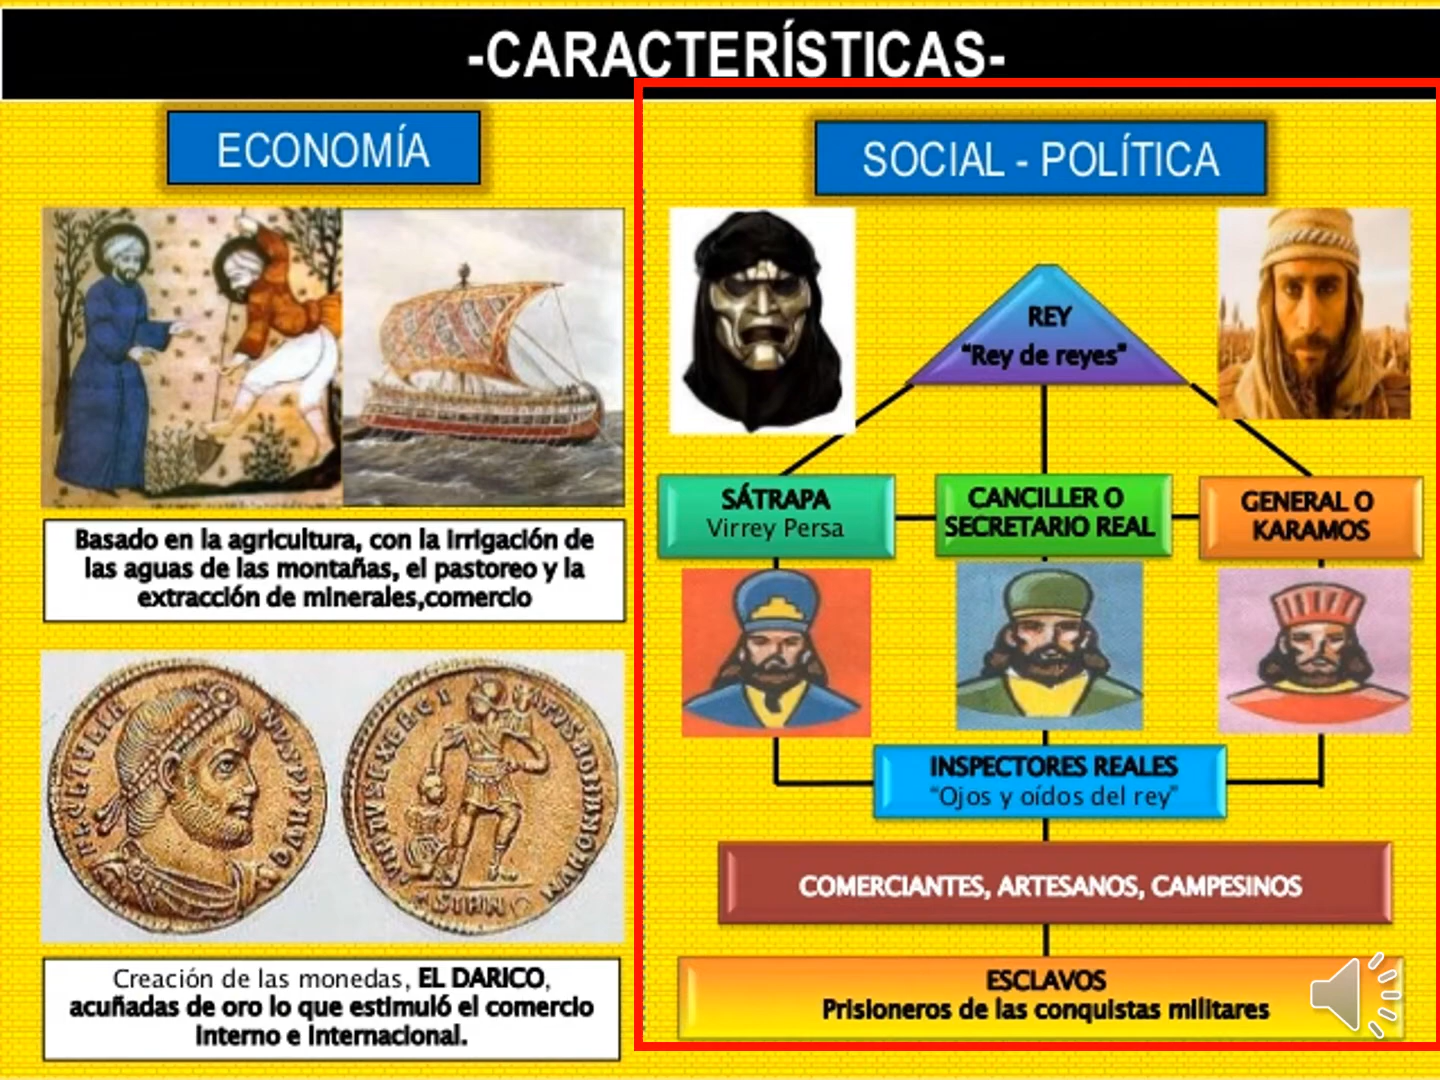 -CARACTERÍSTICAS-
ECONOMÍA
Basado en la agricultura, con la irrigación de
las aguas de las montañas, el pastoreo y la
extracción de minerales,comercio
Creación de las monedas, EL DARICO,
acuñadas de oro lo que estimuló el comercio
interno e internacional.
SOCIAL - POLÍTICA
REY
“Rey de reyes”
SÁTRAPA
Virrey Persa
CANCILLER O
SECRETARIO REAL
GENERAL O
KARAMOS
INSPECTORES REALES
“Ojos y oídos del rey”
COMERCIANTES, ARTESANOS, CAMPESINOS
ESCLAVOS
Prisioneros de las conquistas militares